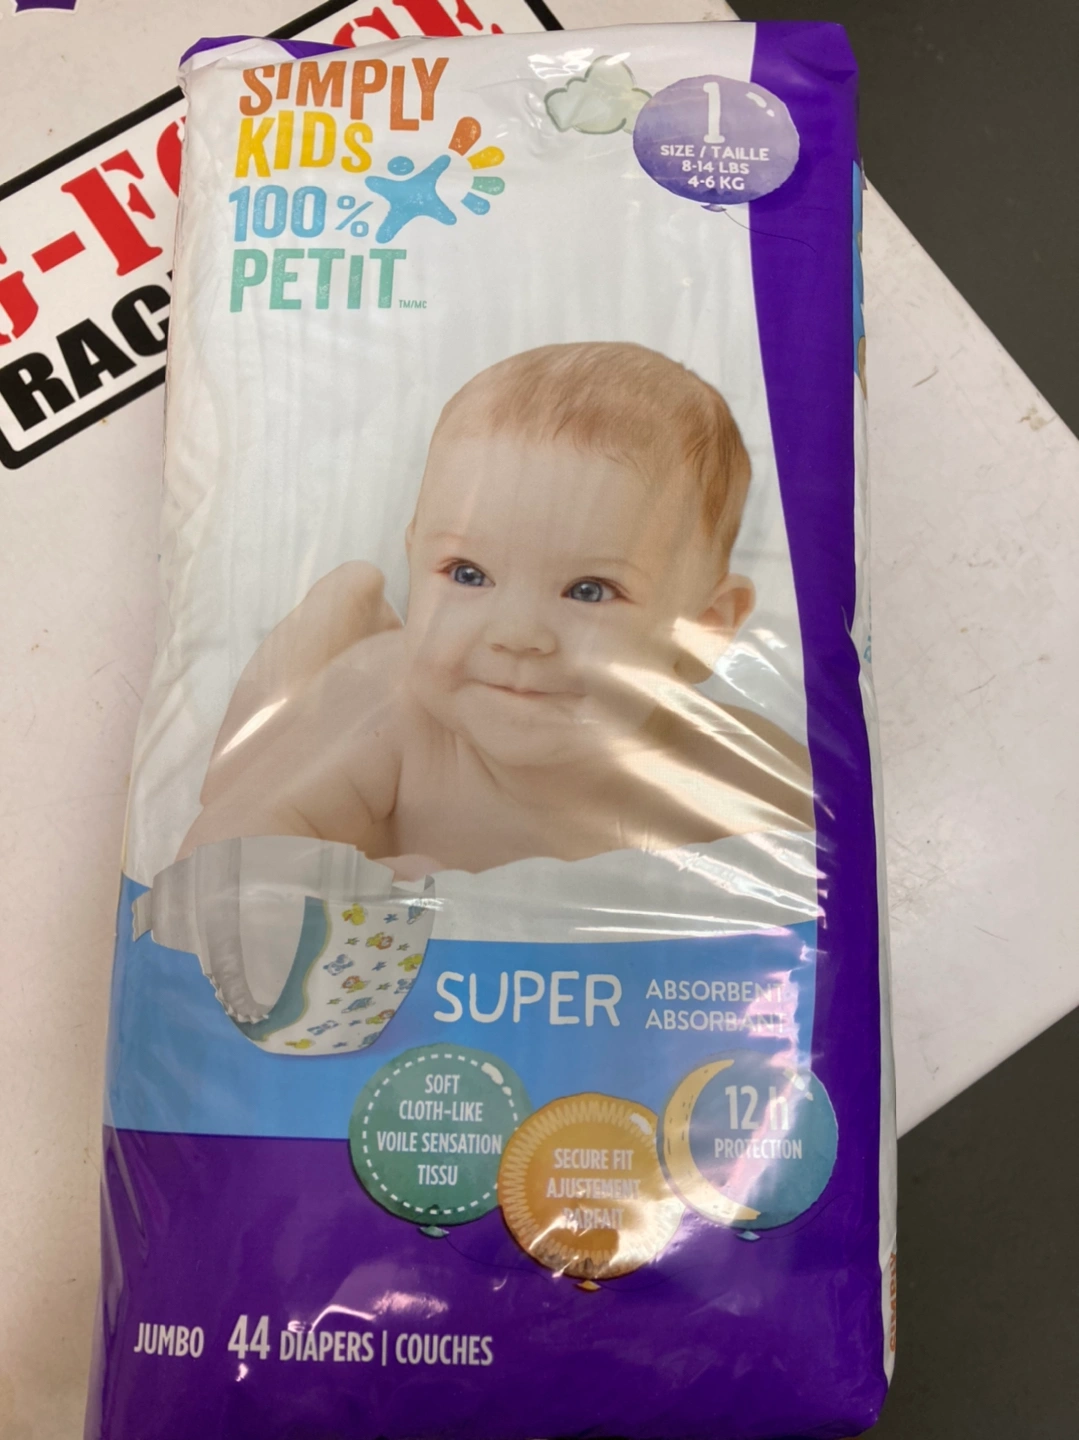 SIMPLY
KIDS
100%
PETIT TM/MC
1
SIZE / TAILLE
8-14 LBS
4-6 KG
RAC
SUPER
ABSORBENT
ABSORBANT
SOFT
CLOTH-LIKE
VOILE SENSATION
TISSU
SECURE FIT
AJUSTEMENT
PARFAIT
12 h
PROTECTION
JUMBO 44 DIAPERS | COUCHES